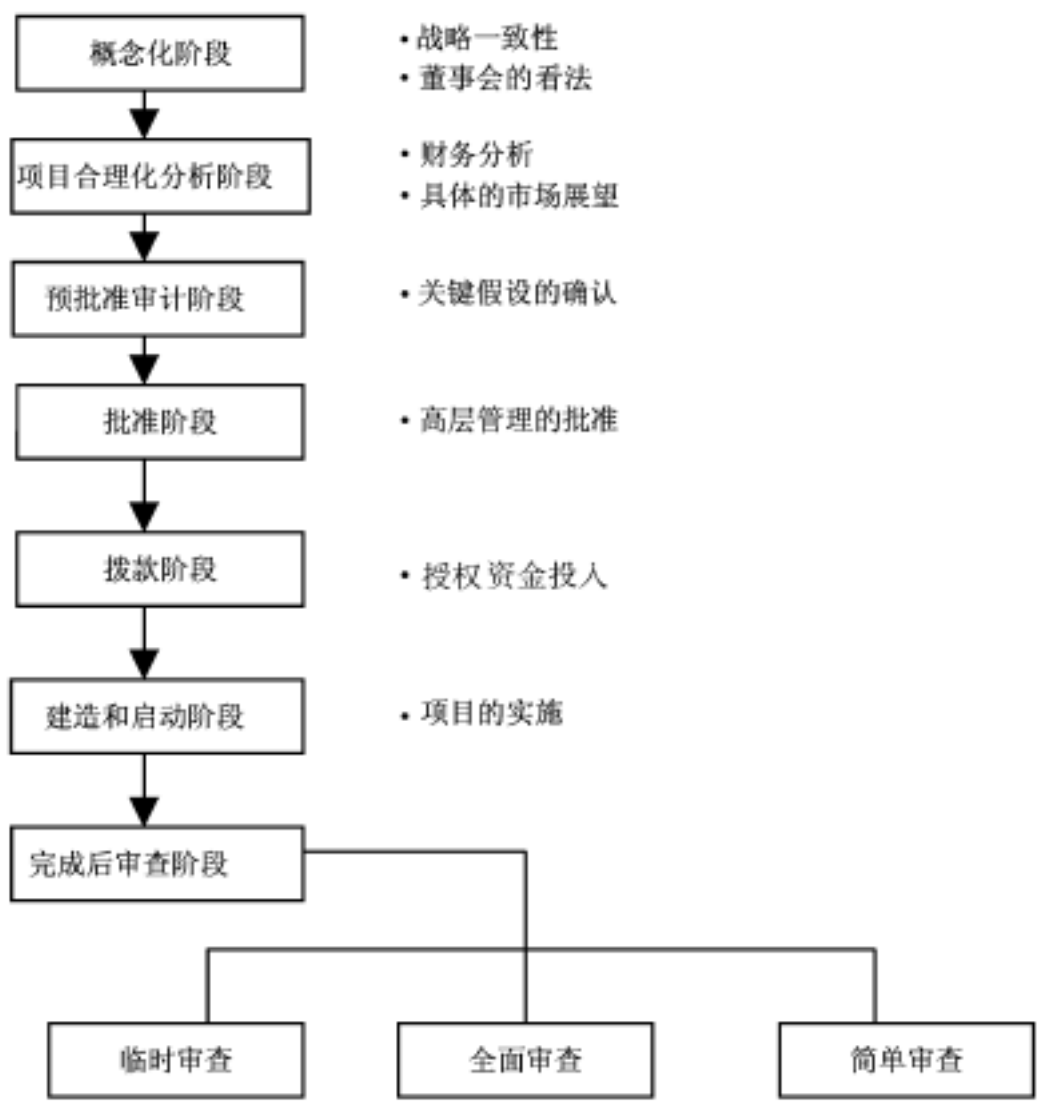 概念化阶段
• 战略一致性
• 董事会的看法
项目合理化分析阶段
• 财务分析
• 具体的市场展望
预批准审计阶段
• 关键假设的确认
批准阶段
• 高层管理的批准
拨款阶段
• 授权资金投人
建造和启动阶段
• 项目的实施
完成后审查阶段
临时审查
全面审查
简单审查